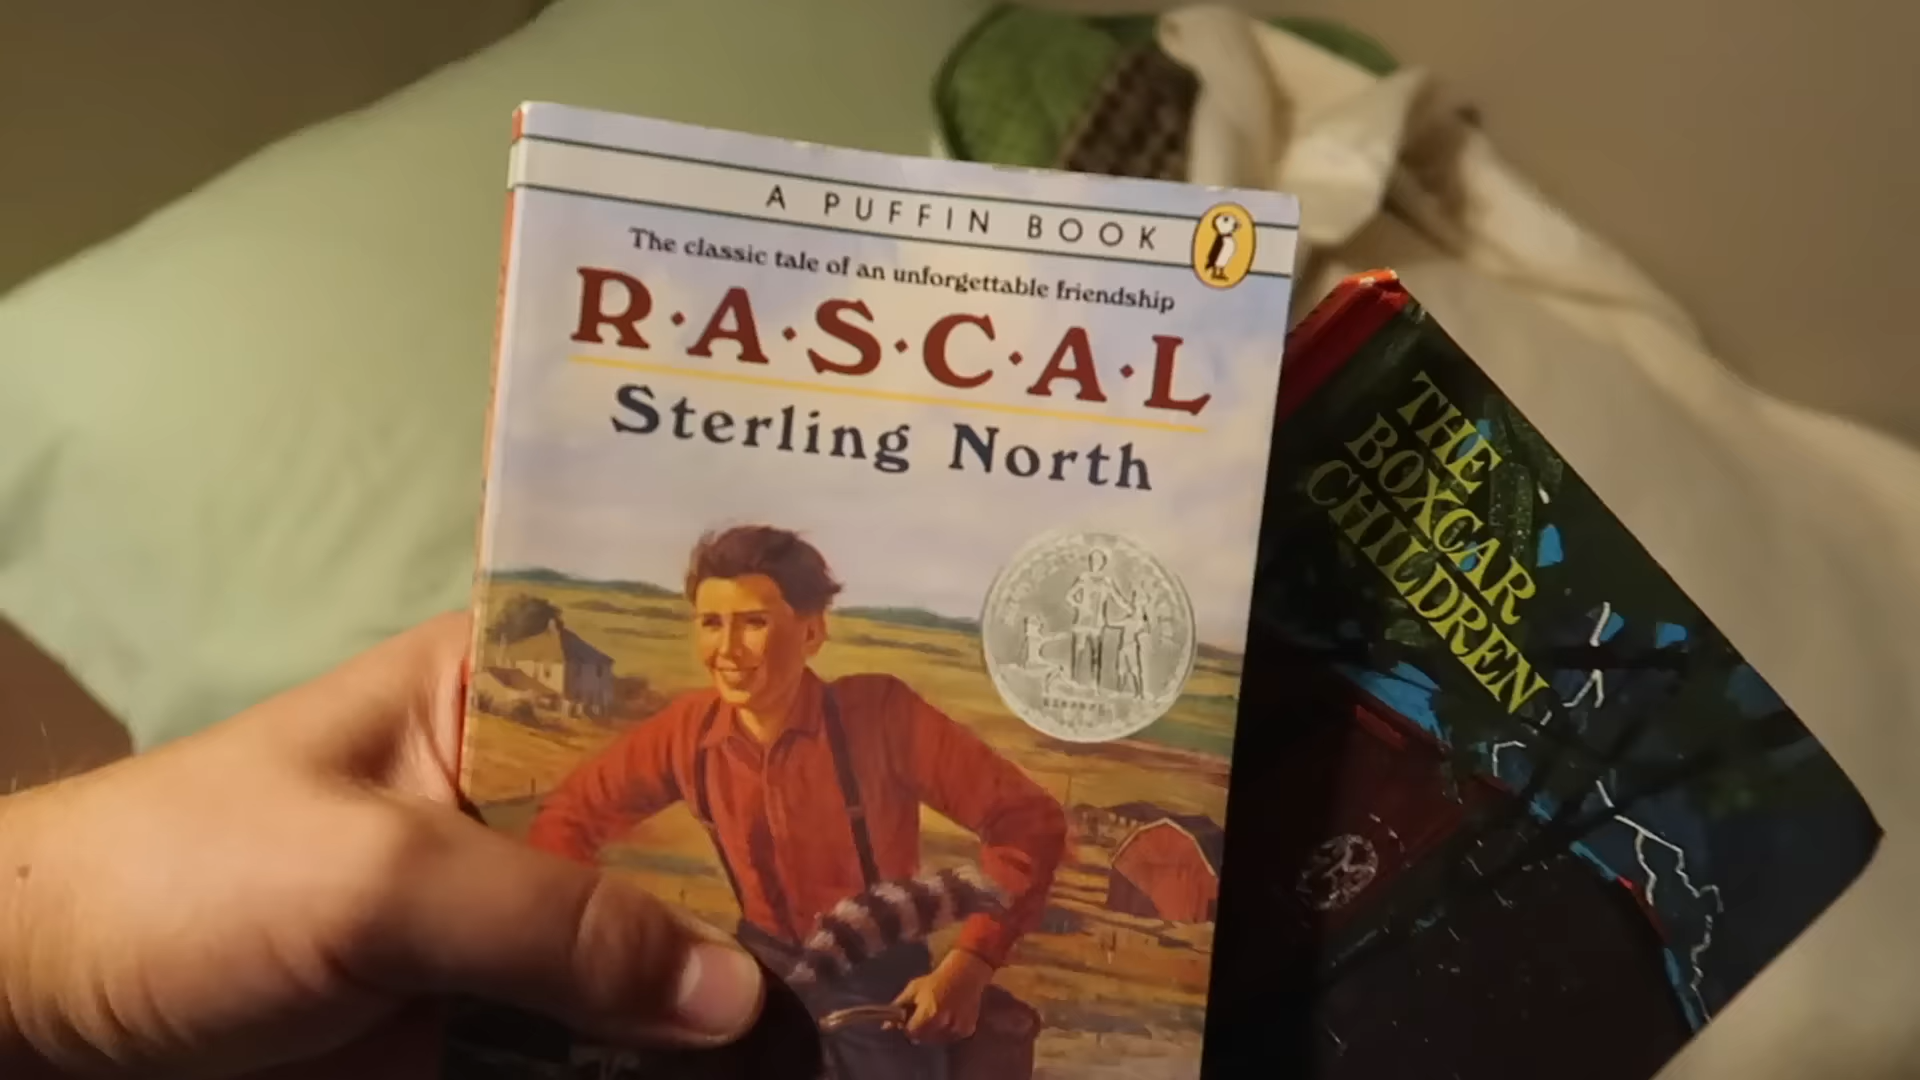 A PUFFIN BOOK
The classic tale of an unforgettable friendship
R·A·S·C·A·L
Sterling North
THE
BOXCAR
CHILDREN